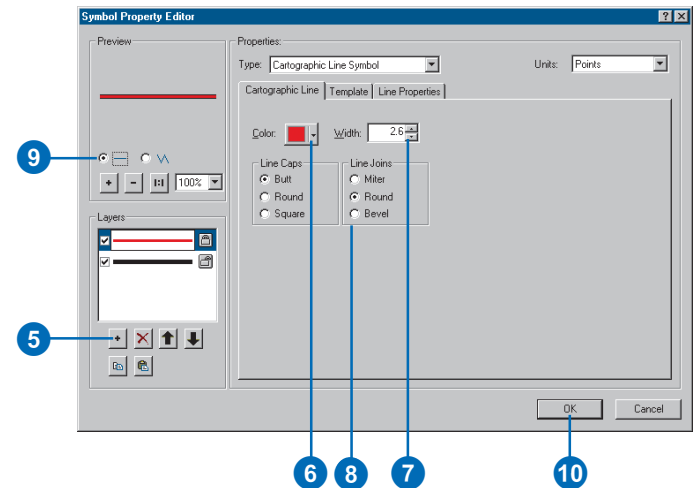 Symbol Property Editor
Preview
1:1
100%
Layers
Properties:
Type:
Cartographic Line Symbol
Units:
Points
Cartographic Line
Template
Line Properties
Color:
Width:
2.6
Line Caps
Butt
Round
Square
Line Joins
Miter
Round
Bevel
OK
Cancel
9
5
6
8
7
10